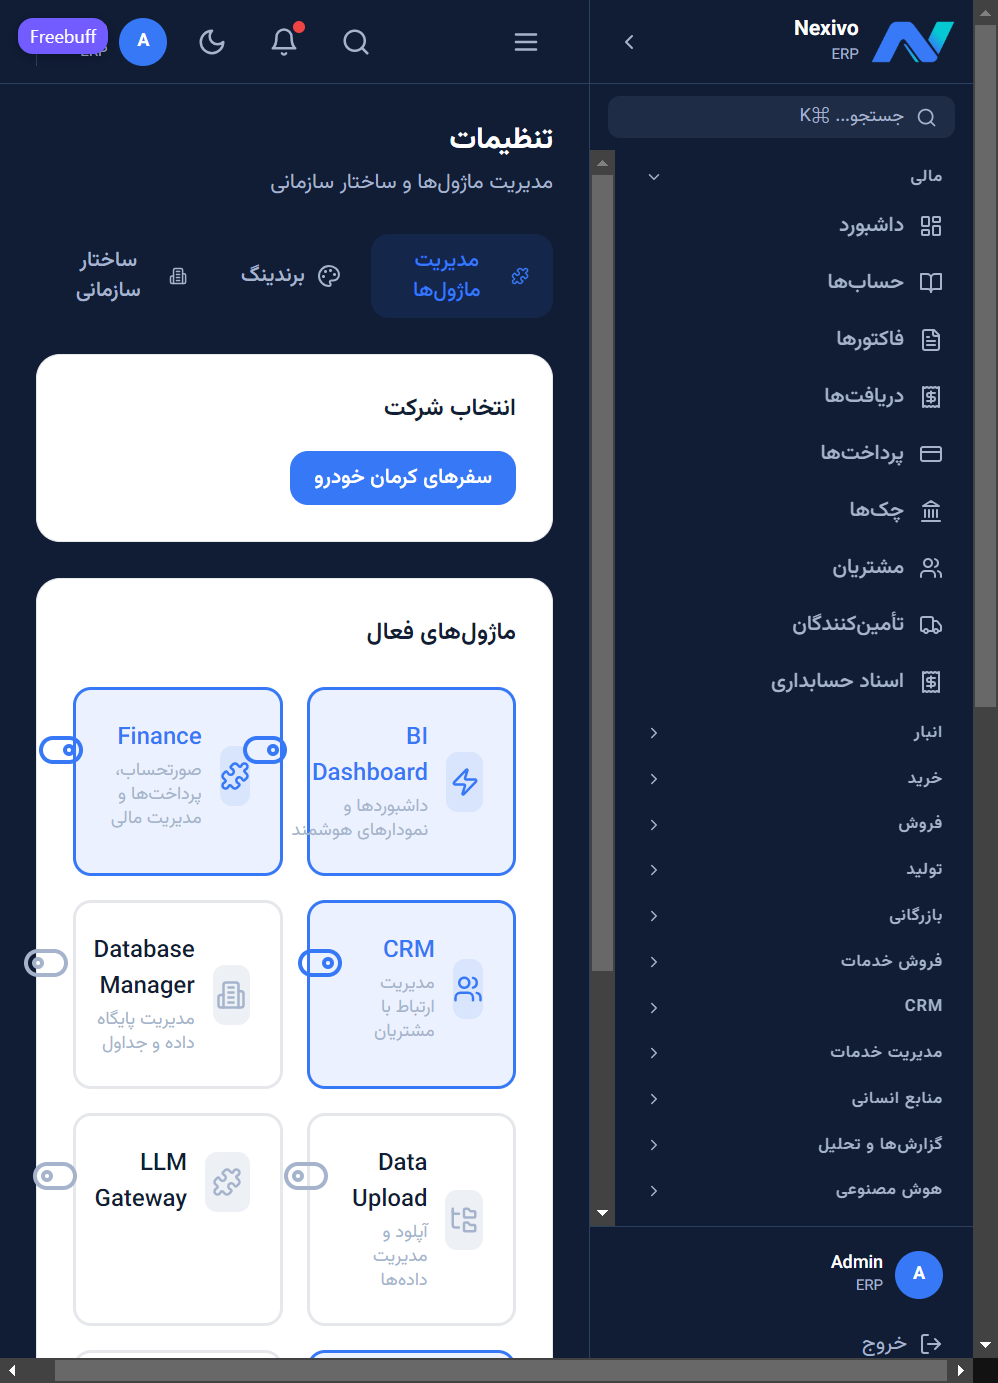 Nexivo
ERP
جستجو... ⌘K
مالی
داشبورد
حساب‌ها
فاکتورها
دریافت‌ها
پرداخت‌ها
چک‌ها
مشتریان
تأمین‌کنندگان
اسناد حسابداری
انبار
خرید
فروش
تولید
بازرگانی
فروش خدمات
CRM
مدیریت خدمات
منابع انسانی
گزارش‌ها و تحلیل
هوش مصنوعی
A
Admin
ERP
خروج
A
Freebuff
ERP
تنظیمات
مدیریت ماژول‌ها و ساختار سازمانی
مدیریت
ماژول‌ها
برندینگ
ساختار
سازمانی
انتخاب شرکت
سفرهای کرمان خودرو
ماژول‌های فعال
BI
Dashboard
داشبوردها و
نمودارهای هوشمند
Finance
صورتحساب،
پرداخت‌ها و
مدیریت مالی
CRM
مدیریت
ارتباط با
مشتریان
Database
Manager
مدیریت پایگاه
داده و جداول
Data
Upload
آپلود و
مدیریت
داده‌ها
LLM
Gateway